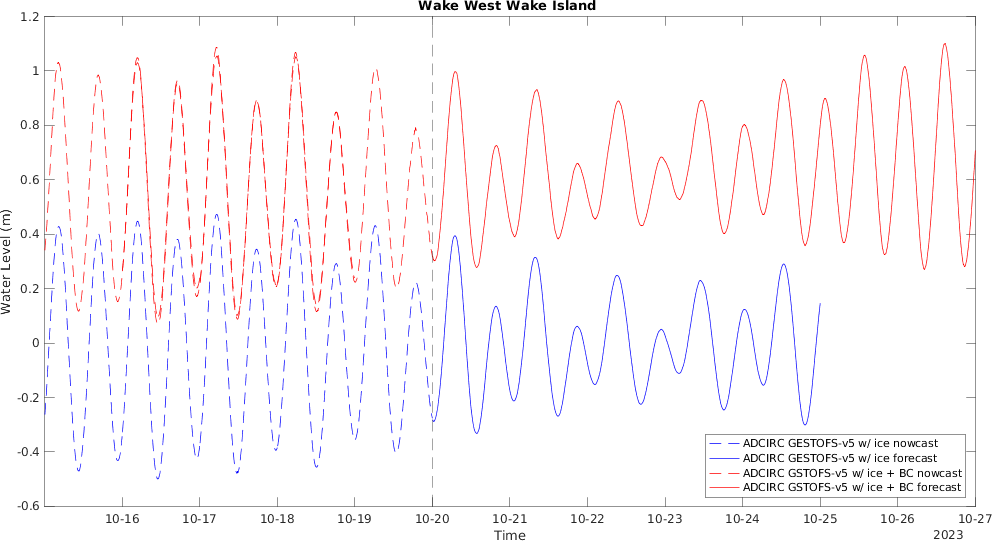 Wake West Wake Island
1.2
1
0.8
0.6
0.4
0.2
0
-0.2
-0.4
-0.6
Water Level (m)
10-16 10-17 10-18 10-19 10-20 10-21 10-22 10-23 10-24 10-25 10-26 10-27
Time
2023
ADCIRC GESTOFS-v5 w/ ice nowcast
ADCIRC GESTOFS-v5 w/ ice forecast
ADCIRC GSTOFS-v5 w/ ice + BC nowcast
ADCIRC GSTOFS-v5 w/ ice + BC forecast